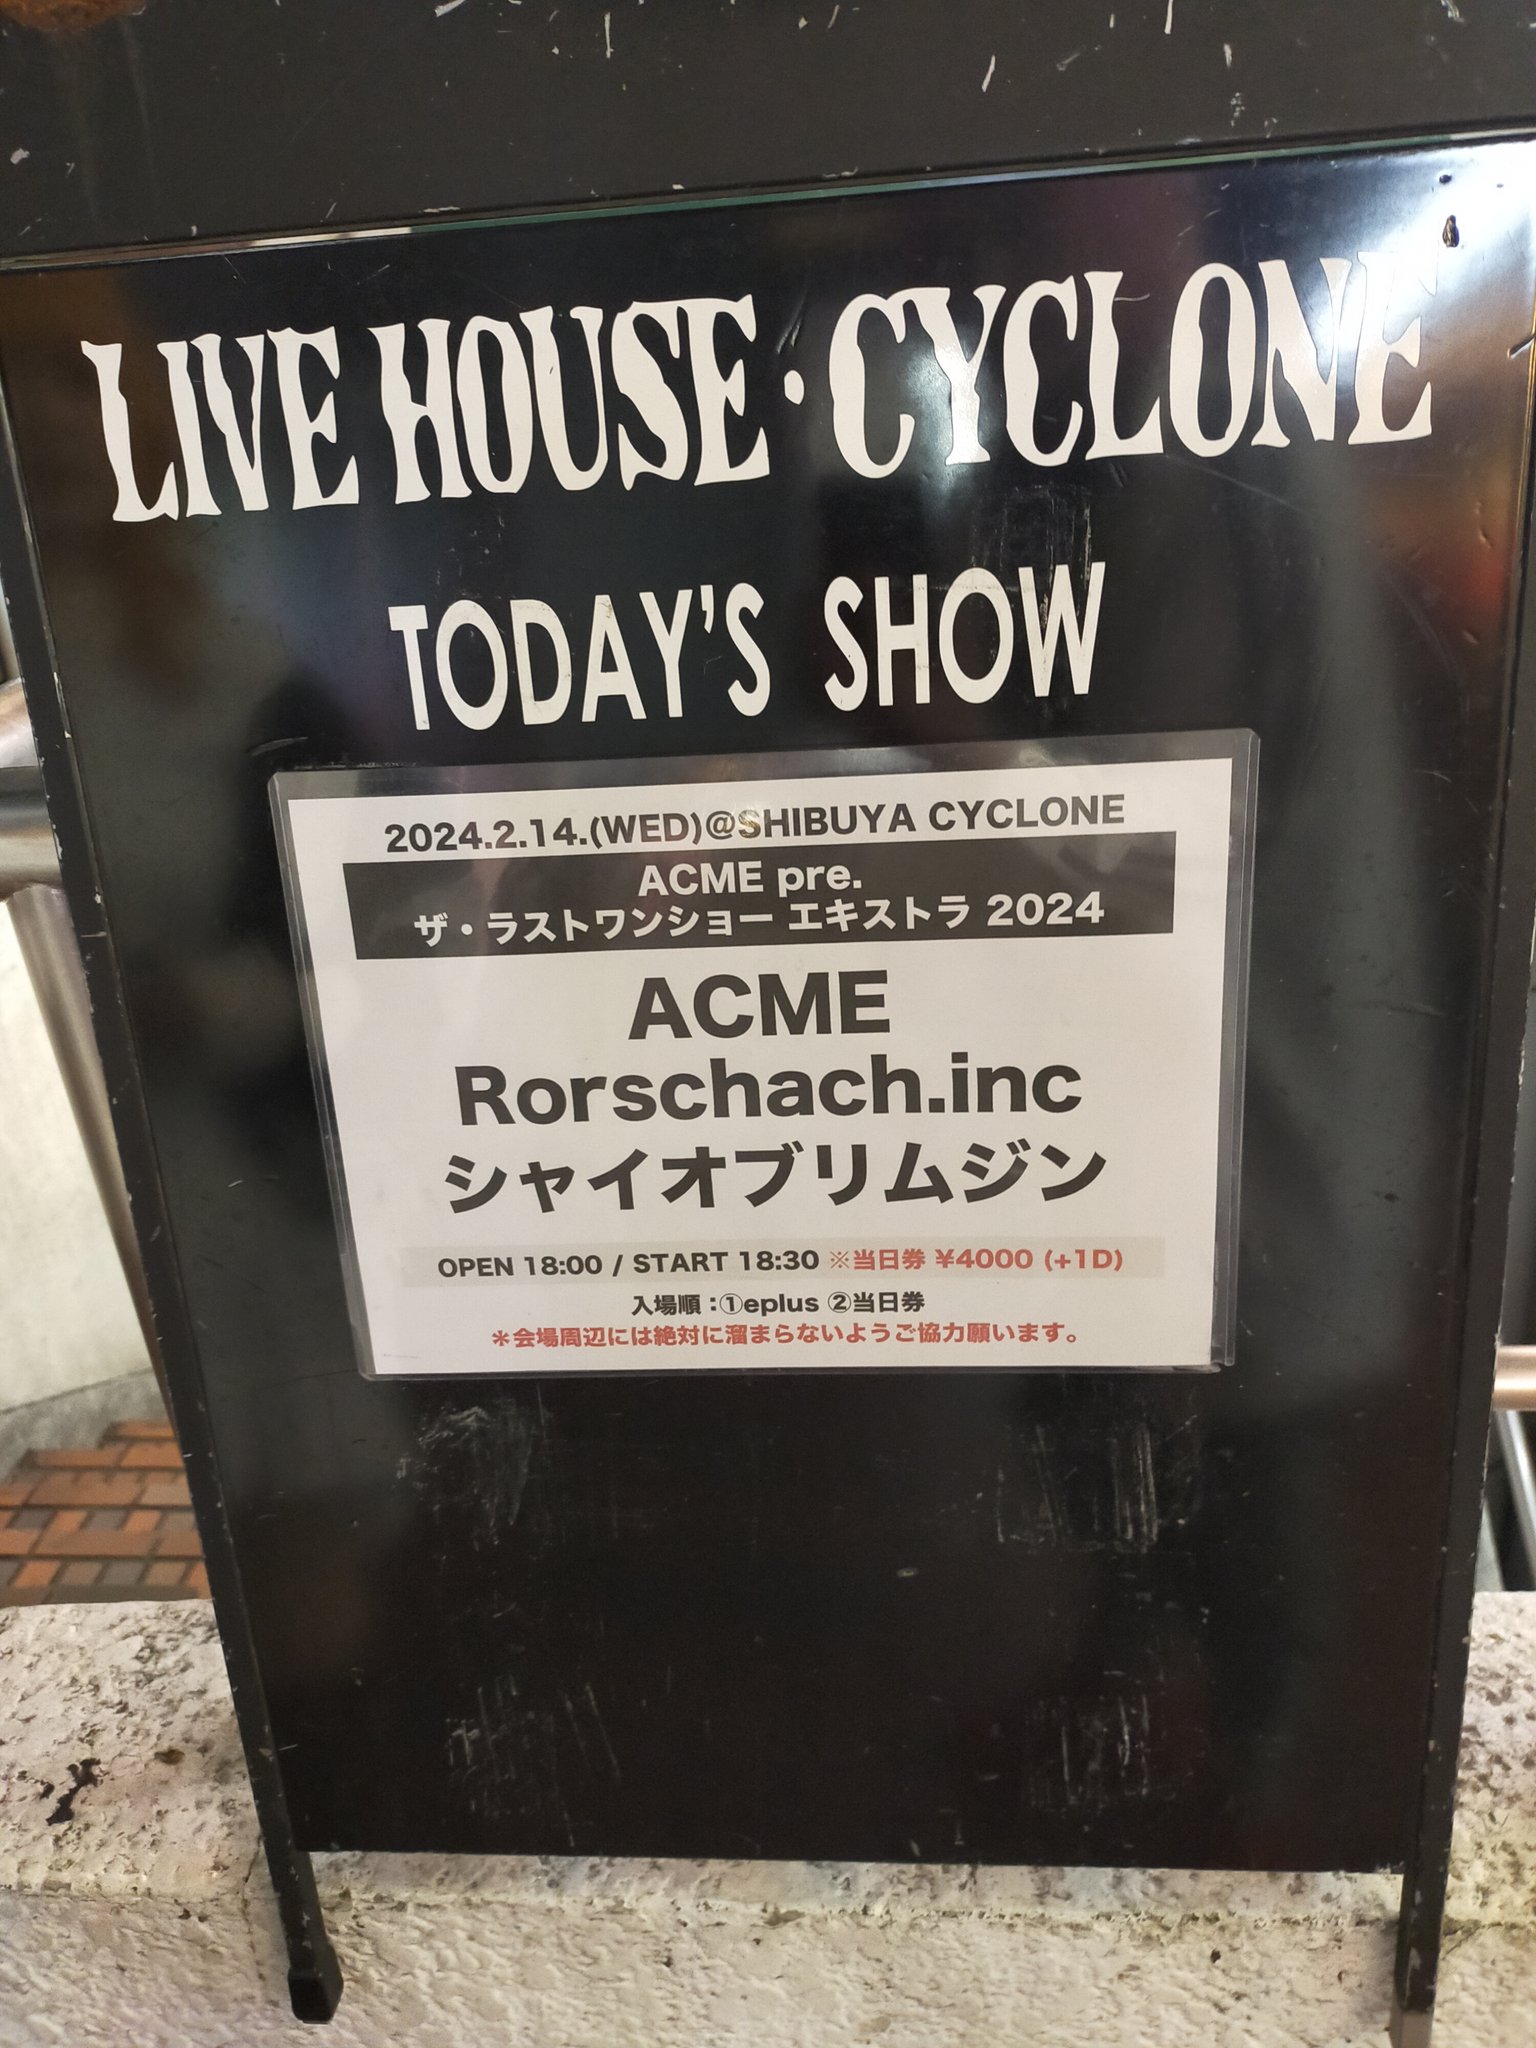 LIVE HOUSE・CYCLONE
TODAY'S SHOW
2024.2.14.(WED)@SHIBUYA CYCLONE
ACME pre.
ザ・ラストワンショー エキストラ 2024
ACME
Rorschach.inc
シャイオブリムジン
OPEN 18:00 / START 18:30 ※当日券 ¥4000 (+1D)
入場順：①eplus ②当日券
＊会場周辺には絶対に溜まらないようご協力願います。